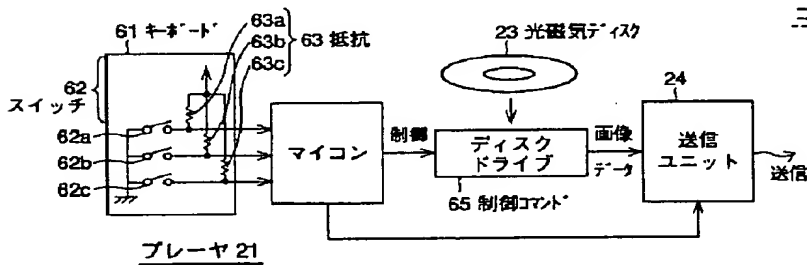 61 キーボード
63a
63b
63c
63 抵抗
62
スイッチ
62a
62b
62c
マイコン
制御
23 光磁気ディスク
ディスク
ドライブ
65 制御コマンド
画像
データ
24
送信
ユニット
送信
プレーヤ 21